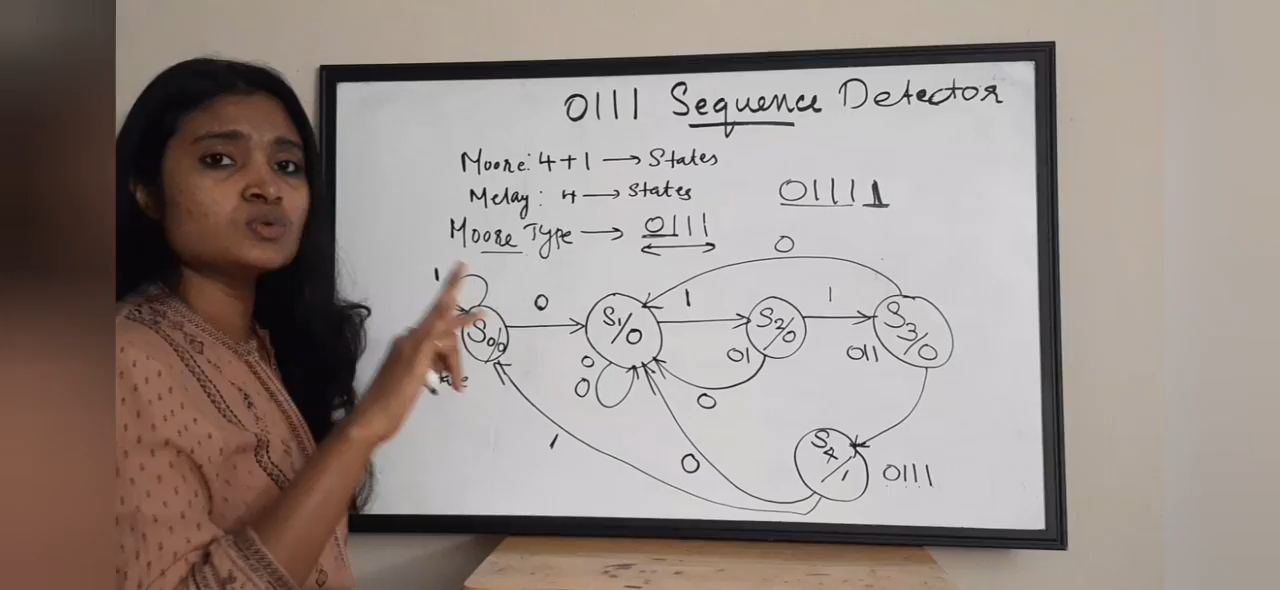 0111 Sequence Detector
Moore: 4+1 → States
Melay: 4 → States
01111
Moore Type → 0111
0
1
0
1
1
S0/0
S1/0
S2/0
S3/0
0
01
011
0
0
1
0
S4/1
0111